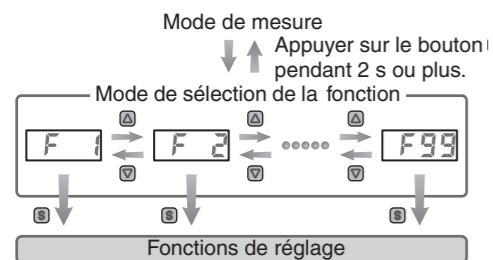 Mode de mesure
Appuyer sur le bouton
pendant 2 s ou plus.
Mode de sélection de la fonction
F 1 F 2 F99
S S S
Fonctions de réglage